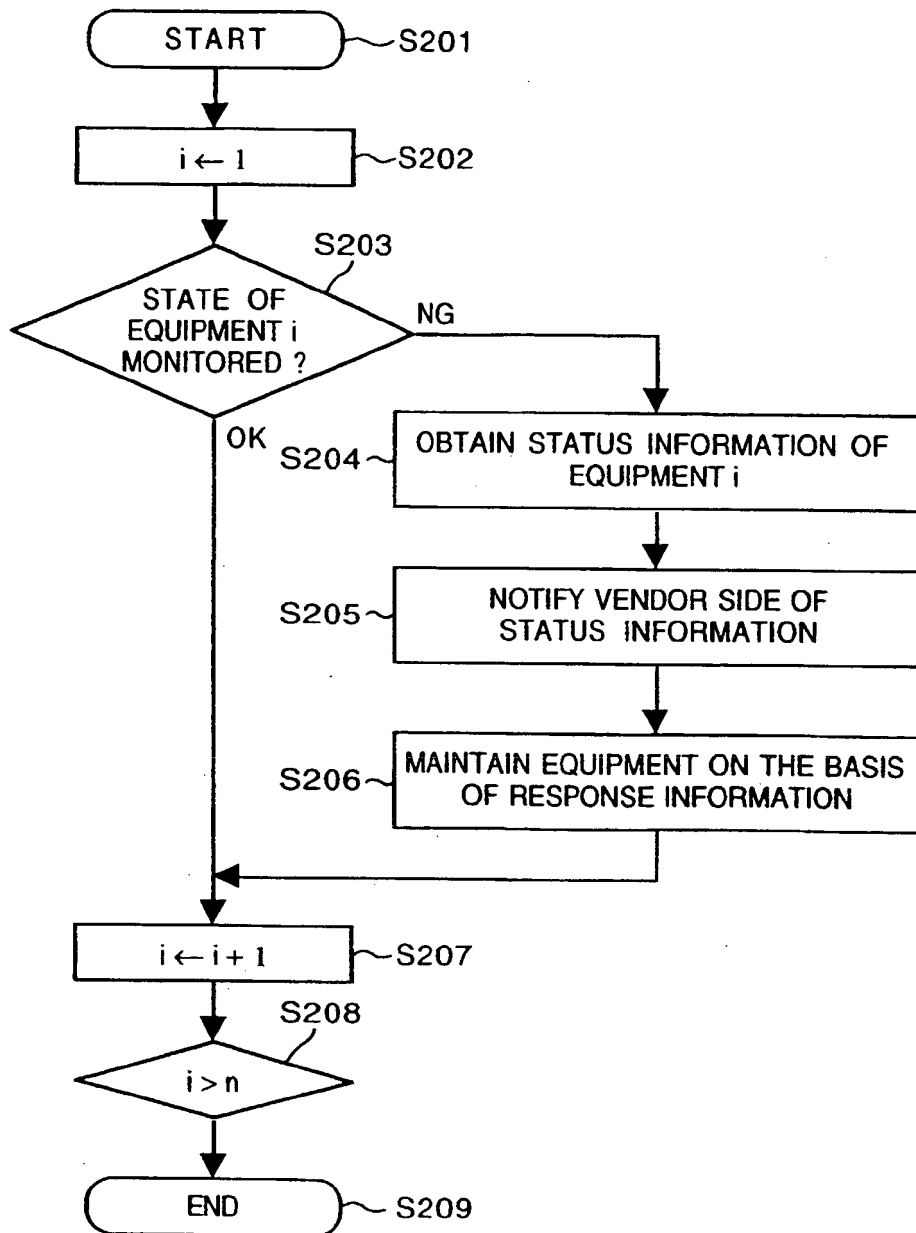 START
S201
i ← 1
S202
S203
STATE OF
EQUIPMENT i
MONITORED ?
NG
OK
S204
OBTAIN STATUS INFORMATION OF
EQUIPMENT i
S205
NOTIFY VENDOR SIDE OF
STATUS INFORMATION
S206
MAINTAIN EQUIPMENT ON THE BASIS
OF RESPONSE INFORMATION
i ← i + 1
S207
S208
i > n
END
S209